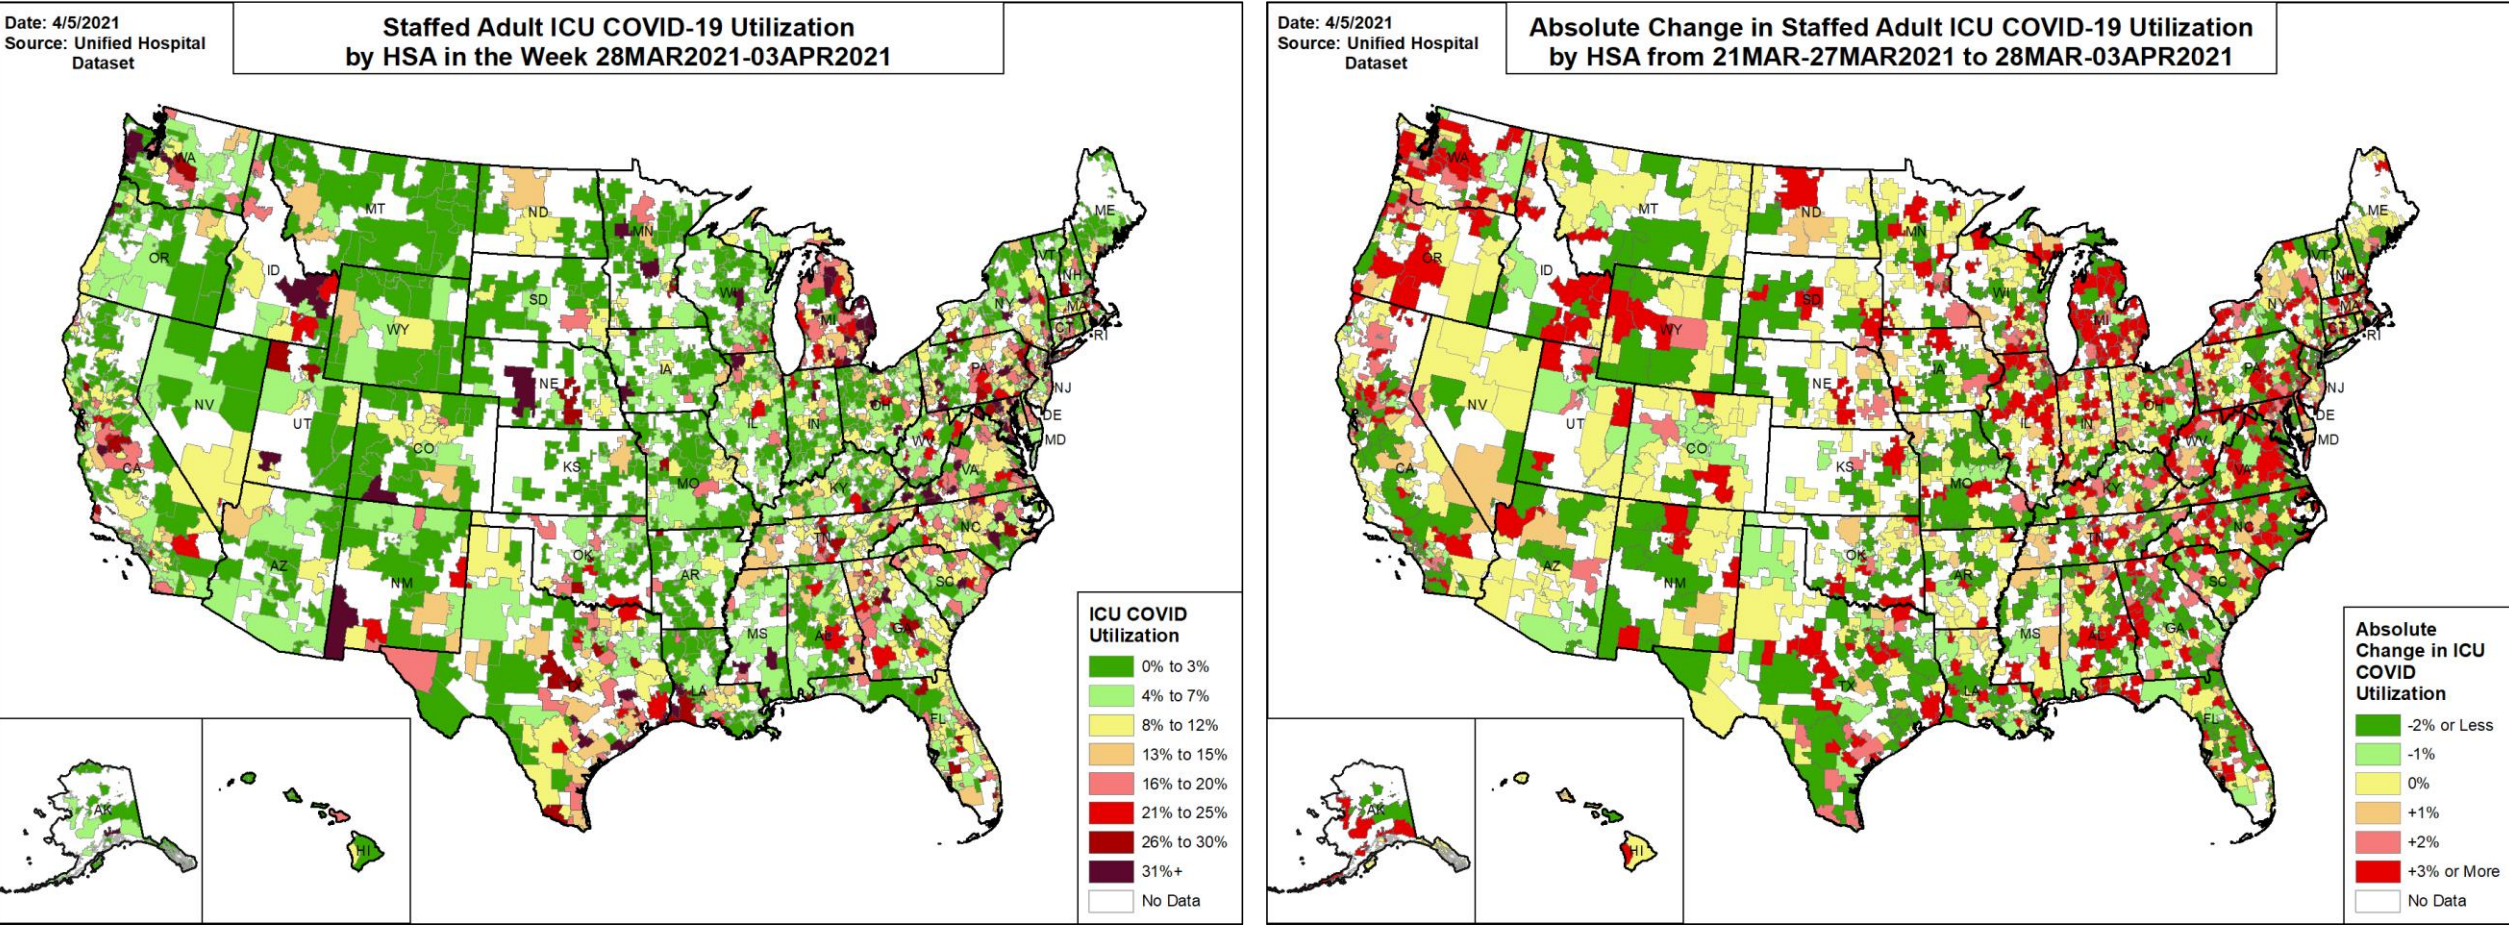 Date: 4/5/2021
Source: Unified Hospital
Dataset
Staffed Adult ICU COVID-19 Utilization
by HSA in the Week 28MAR2021-03APR2021
WA
MT
ND
MN
ME
OR
ID
SD
WI
VT
NH
NY
MA
CT
RI
WY
MI
IA
NE
PA
NJ
NV
UT
CO
IL
IN
OH
DE
MD
WV
CA
KS
MO
KY
VA
AZ
NM
OK
AR
TN
NC
SC
MS
AL
GA
LA
FL
AK
HI
ICU COVID
Utilization
0% to 3%
4% to 7%
8% to 12%
13% to 15%
16% to 20%
21% to 25%
26% to 30%
31%+
No Data
Date: 4/5/2021
Source: Unified Hospital
Dataset
Absolute Change in Staffed Adult ICU COVID-19 Utilization
by HSA from 21MAR-27MAR2021 to 28MAR-03APR2021
WA
MT
ND
MN
ME
OR
ID
SD
WI
VT
NH
NY
MA
CT
RI
WY
MI
IA
NE
PA
NJ
NV
UT
CO
IL
IN
OH
DE
MD
WV
CA
KS
MO
KY
VA
AZ
NM
OK
AR
TN
NC
SC
MS
AL
GA
TX
LA
FL
AK
HI
Absolute
Change in ICU
COVID
Utilization
-2% or Less
-1%
0%
+1%
+2%
+3% or More
No Data